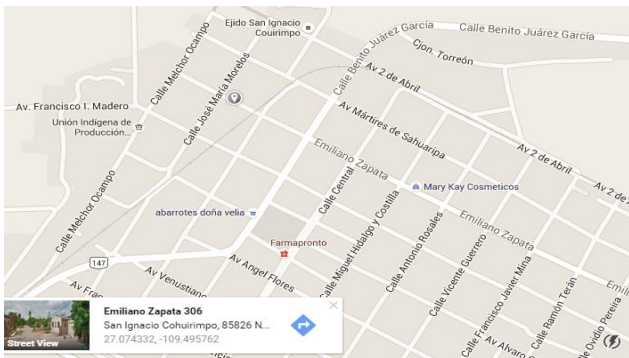 Ejido San Ignacio
Couirimpo
Calle Benito Juárez García
Calle Benito Juárez García
Cjon. Torreón
Calle Melchor Ocampo
Calle José María Morelos
Av 2 de Abril
Av. Francisco I. Madero
Unión Indígena de
Producción...
Av Mártires de Sahuaripa
Av 2 de Abril
Emiliano Zapata
Av 2 de
Mary Kay Cosmeticos
Calle Central
Calle Melchor Ocampo
abarrotes doña velia
Emiliano Zapata
Calle Miguel Hidalgo y Costilla
Calle Antonio Rosales
Farmapronto
147
Av Angel Flores
Calle Vicente Guerrero
Av Venustiano
Calle Francisco Javier Mina
Calle Ramón Terán
Emili
Av Fran
Av Alvaro
Ovidio Pereira
Emiliano Zapata 306
San Ignacio Cohuirimpo, 85826 N...
27.074332, -109.495762
Street View